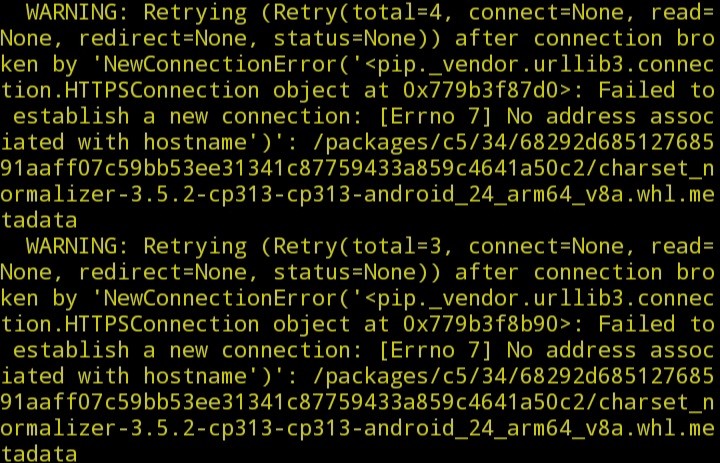 WARNING: Retrying (Retry(total=4, connect=None, read=
None, redirect=None, status=None)) after connection bro
ken by 'NewConnectionError('<pip._vendor.urllib3.connec
tion.HTTPSConnection object at 0x779b3f87d0>: Failed to
establish a new connection: [Errno 7] No address assoc
iated with hostname')': /packages/c5/34/68292d685127685
91aaff07c59bb53ee31341c87759433a859c4641a50c2/charset_n
ormalizer-3.5.2-cp313-cp313-android_24_arm64_v8a.whl.me
tadata
WARNING: Retrying (Retry(total=3, connect=None, read=
None, redirect=None, status=None)) after connection bro
ken by 'NewConnectionError('<pip._vendor.urllib3.connec
tion.HTTPSConnection object at 0x779b3f8b90>: Failed to
establish a new connection: [Errno 7] No address assoc
iated with hostname')': /packages/c5/34/68292d685127685
91aaff07c59bb53ee31341c87759433a859c4641a50c2/charset_n
ormalizer-3.5.2-cp313-cp313-android_24_arm64_v8a.whl.me
tadata